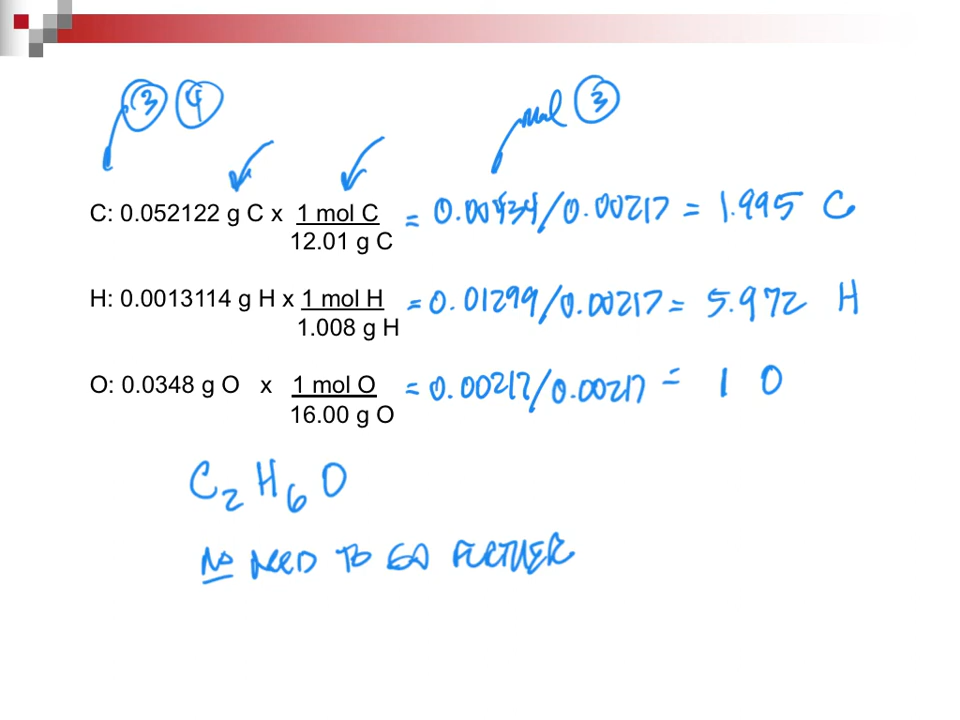 ③ ④ mol ③
C: 0.052122 g C x 1 mol C = 0.00434/0.00217 = 1.995 C
12.01 g C
H: 0.0013114 g H x 1 mol H = 0.01299/0.00217 = 5.972 H
1.008 g H
O: 0.0348 g O x 1 mol O = 0.00217/0.00217 = 1 O
16.00 g O
C₂H₆O
NO NEED TO GO FURTHER